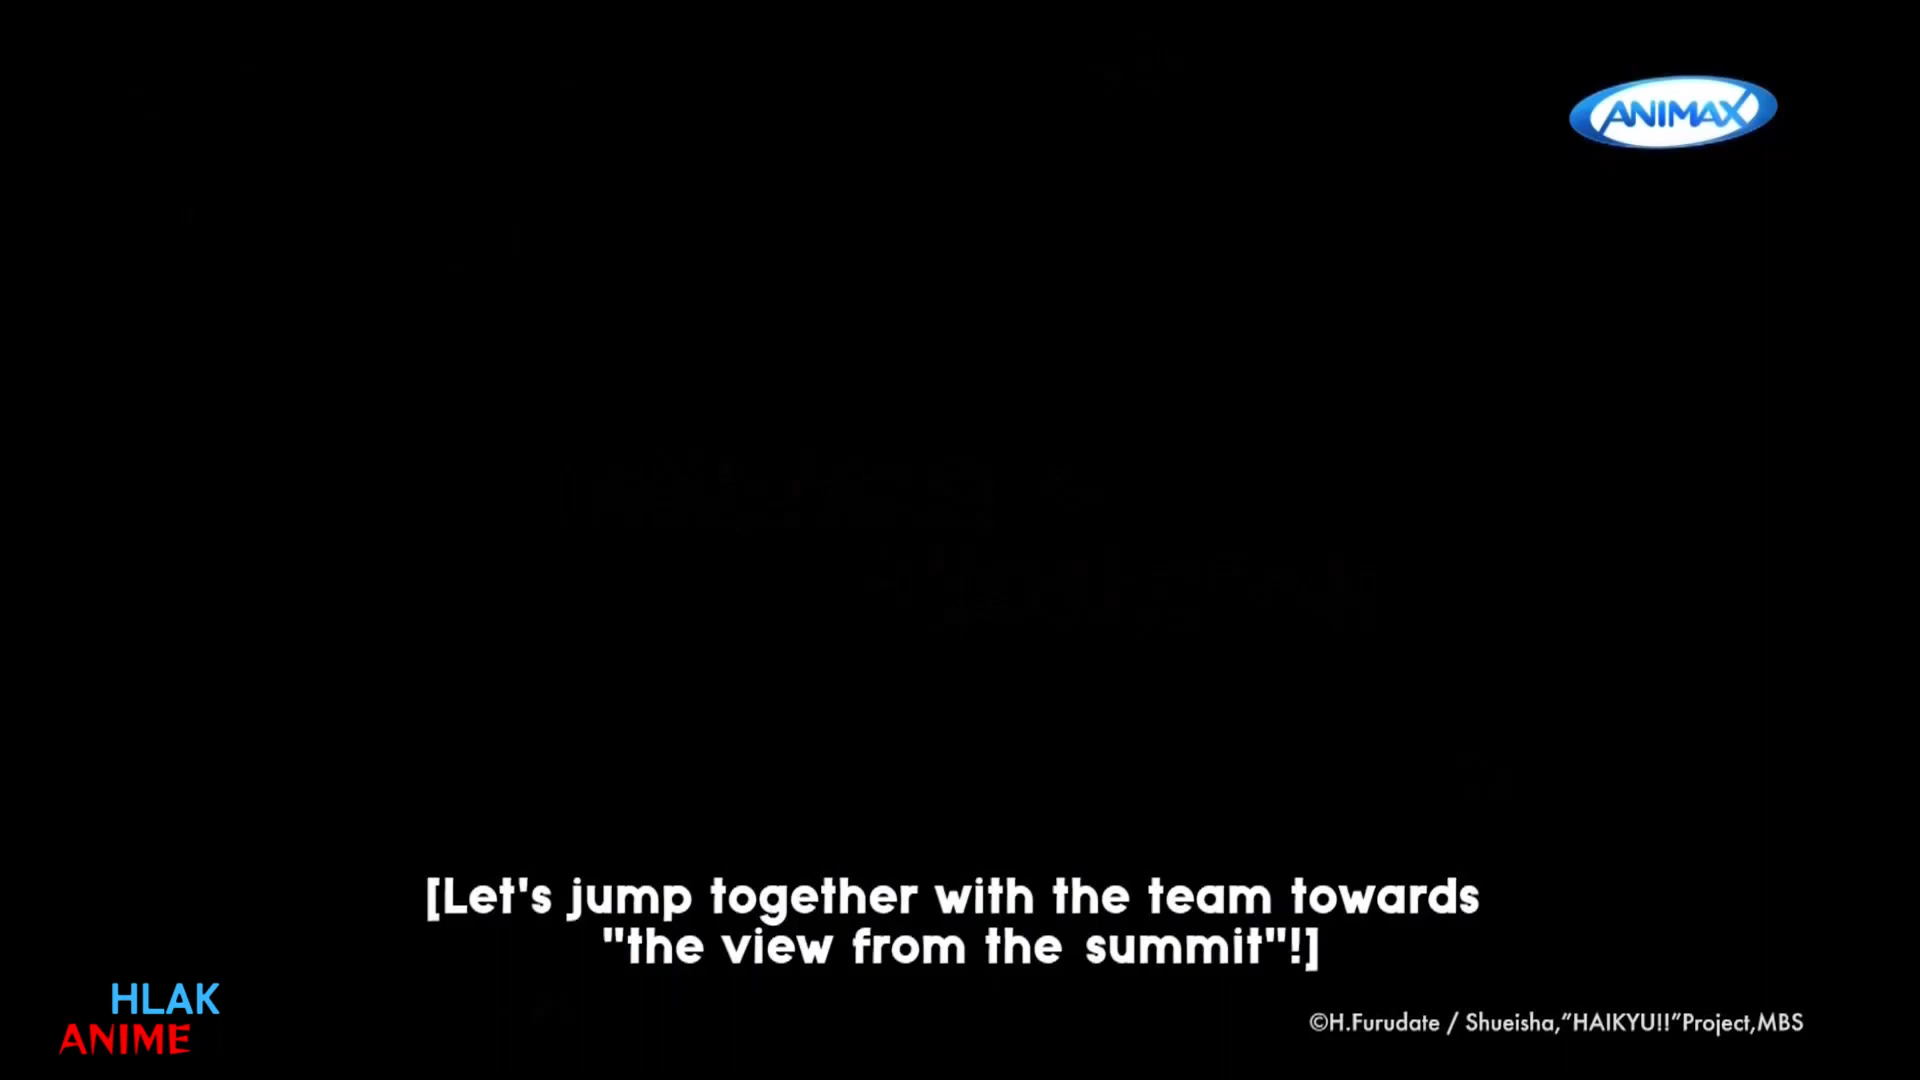 ANIMAX
[Let's jump together with the team towards
"the view from the summit"!]
HLAK
ANIME
©H.Furudate / Shueisha,"HAIKYU!!"Project,MBS